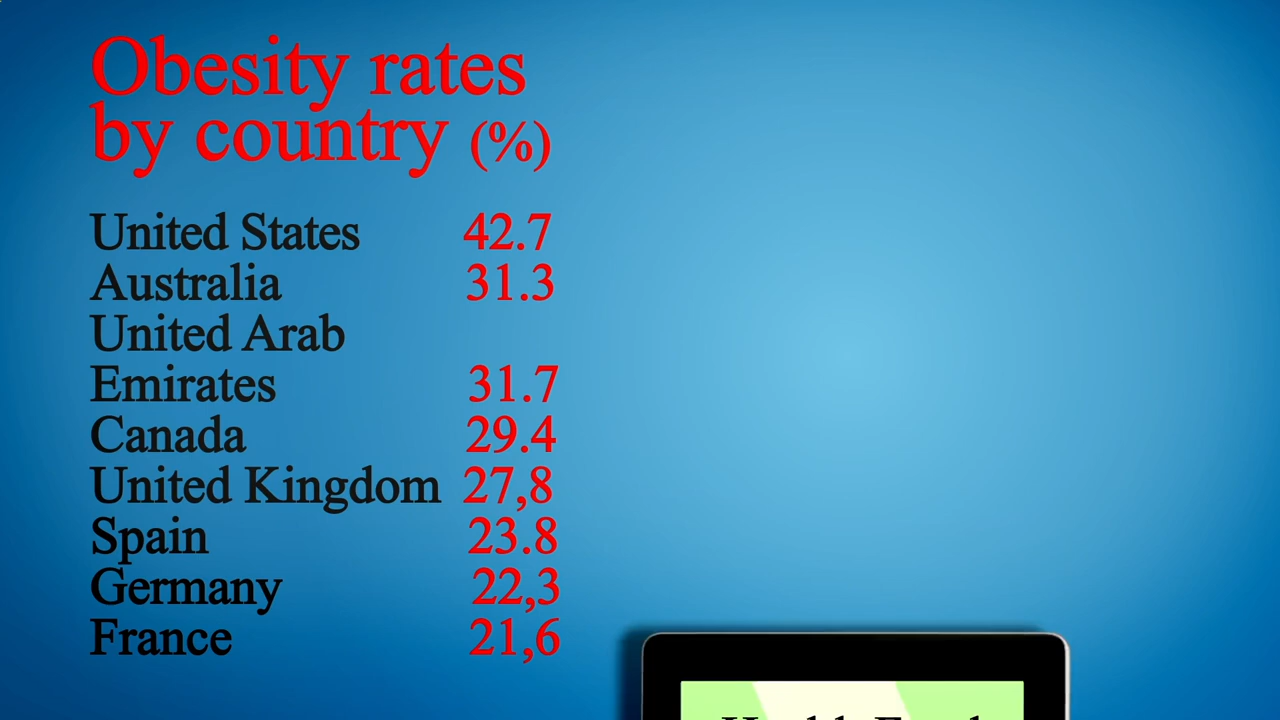 Obesity rates
by country (%)
United States 42.7
Australia 31.3
United Arab
Emirates 31.7
Canada 29.4
United Kingdom 27,8
Spain 23.8
Germany 22,3
France 21,6